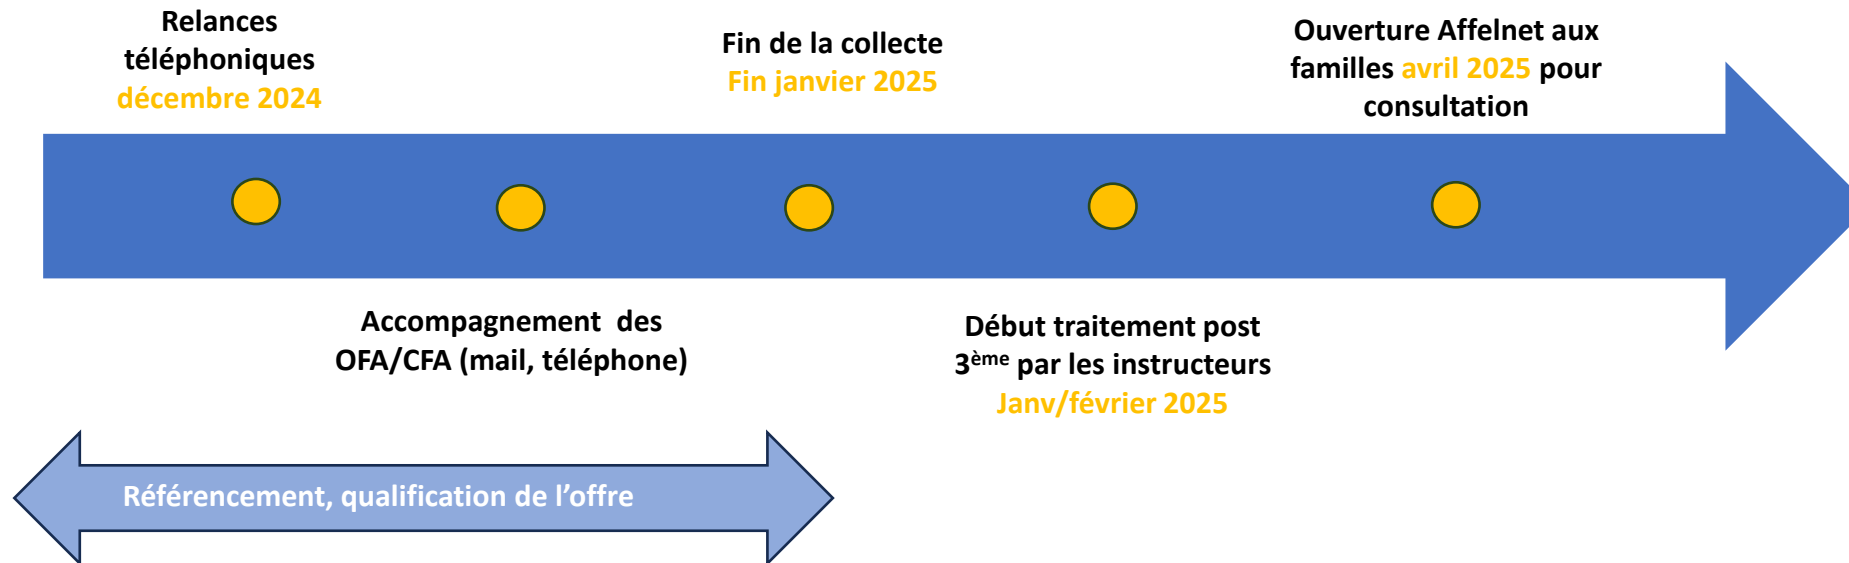 Relances
téléphoniques
décembre 2024
Fin de la collecte
Fin janvier 2025
Ouverture Affelnet aux
familles avril 2025 pour
consultation
Accompagnement  des
OFA/CFA (mail, téléphone)
Début traitement post
3ème par les instructeurs
Janv/février 2025
Référencement, qualification de l’offre